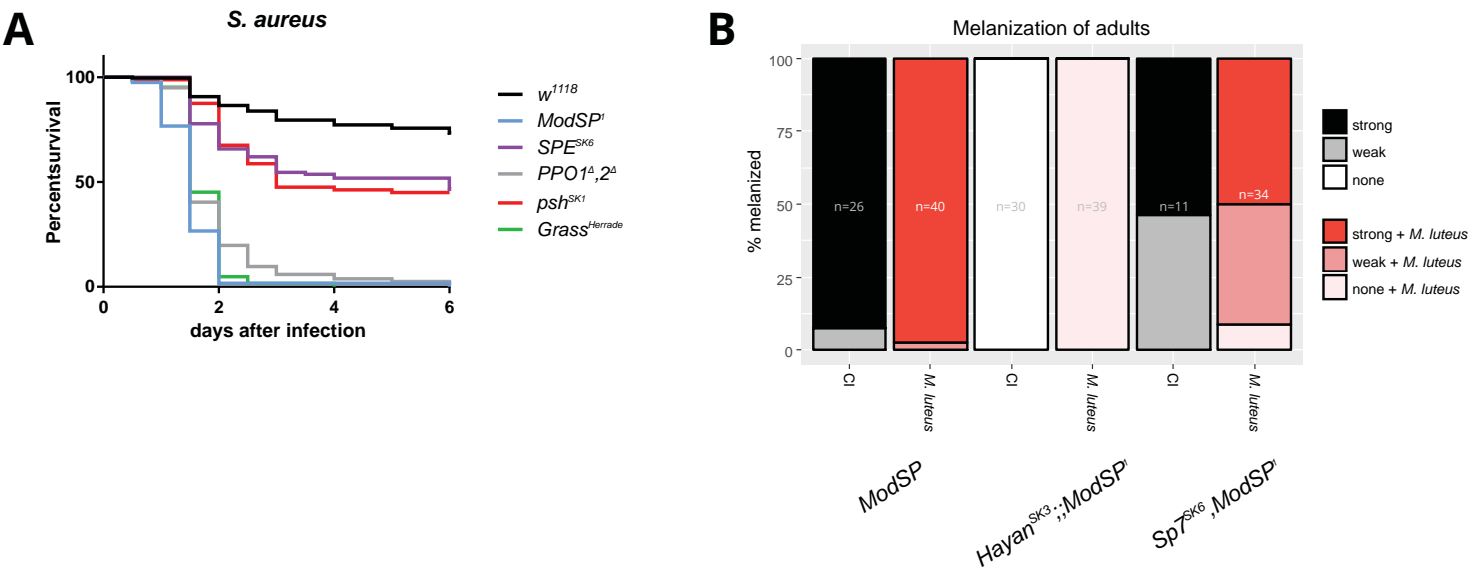 A
S. aureus
Percentsurvival
100
50
0
0
2
4
6
days after infection
w1118
ModSP1
SPESK6
PPO1Δ,2Δ
pshSK1
GrassHerrade
B
Melanization of adults
% melanized
100
75
50
25
0
n=26
n=40
n=30
n=39
n=11
n=34
CI
M. luteus
CI
M. luteus
CI
M. luteus
ModSP
HayanSK3;;ModSP1
Sp7SK6,ModSP1
strong
weak
none
strong + M. luteus
weak + M. luteus
none + M. luteus